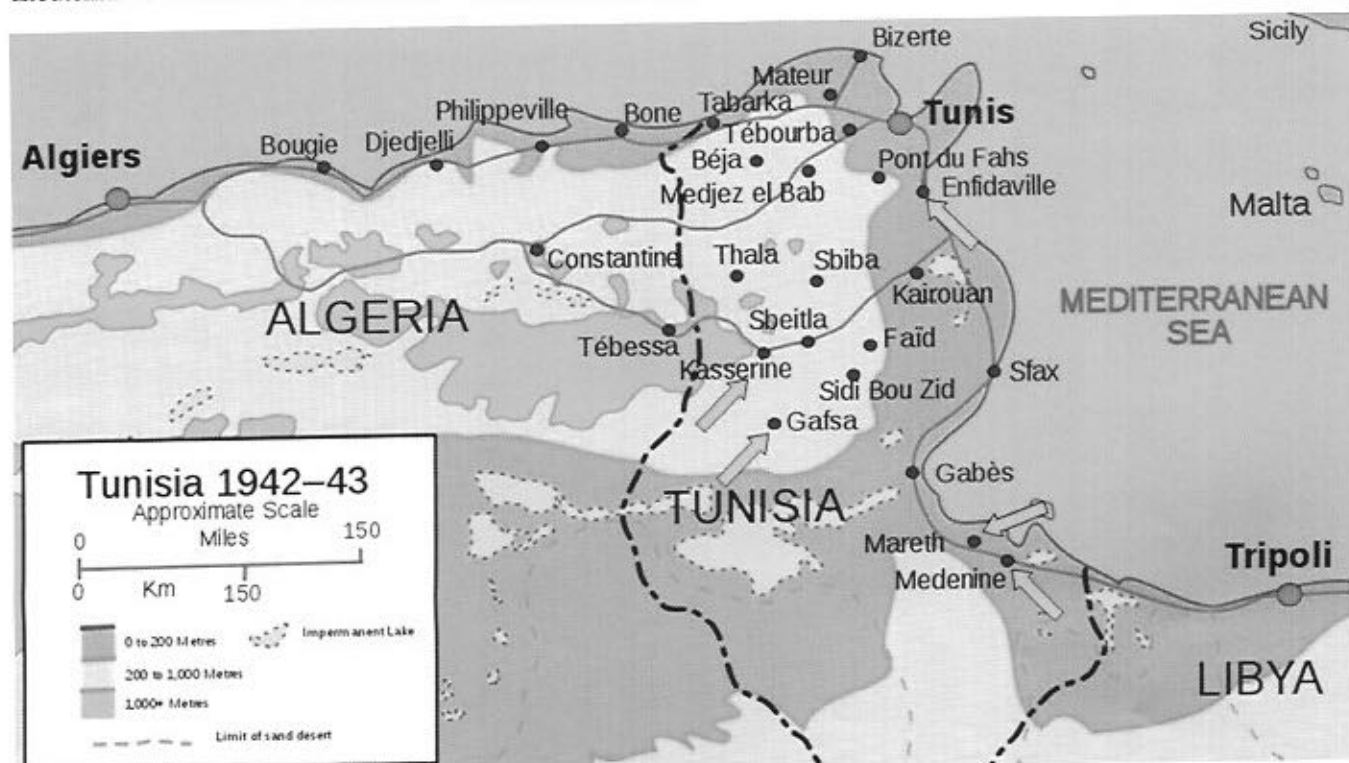 Sicily
Bizerte
Mateur
Philippeville
Bone
Tabarka
Tunis
Tébourba
Algiers
Bougie
Djedjelli
Béja
Pont du Fahs
Medjez el Bab
Enfidaville
Malta
Constantine
Thala
Sbiba
Kairouan
MEDITERRANEAN
SEA
ALGERIA
Sbeitla
Tébessa
Faïd
Kasserine
Sidi Bou Zid
Sfax
Gafsa
Gabès
TUNISIA
Mareth
Medenine
Tripoli
LIBYA
Tunisia 1942–43
Approximate Scale
0 Miles 150
0 Km 150
0 to 200 Metres
Impermanent Lake
200 to 1,000 Metres
1,000+ Metres
Limit of sand desert